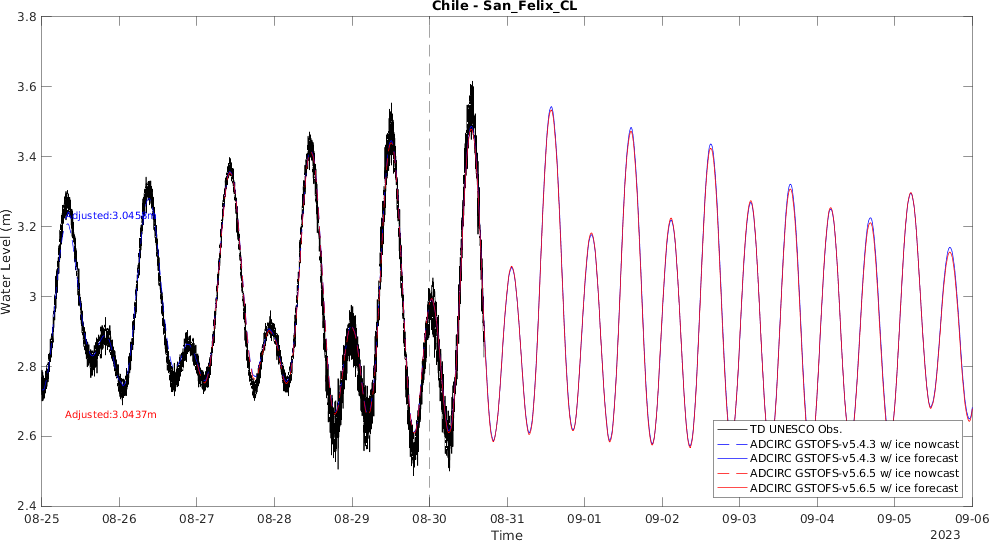 Chile - San_Felix_CL
Water Level (m)
3.8
3.6
3.4
3.2
3
2.8
2.6
2.4
Adjusted:3.0458m
Adjusted:3.0437m
TD UNESCO Obs.
ADCIRC GSTOFS-v5.4.3 w/ ice nowcast
ADCIRC GSTOFS-v5.4.3 w/ ice forecast
ADCIRC GSTOFS-v5.6.5 w/ ice nowcast
ADCIRC GSTOFS-v5.6.5 w/ ice forecast
08-25 08-26 08-27 08-28 08-29 08-30 08-31 09-01 09-02 09-03 09-04 09-05 09-06
Time
2023